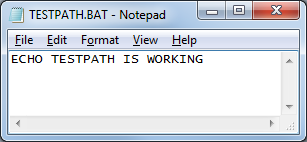 TESTPATH.BAT - Notepad
File Edit Format View Help
ECHO TESTPATH IS WORKING